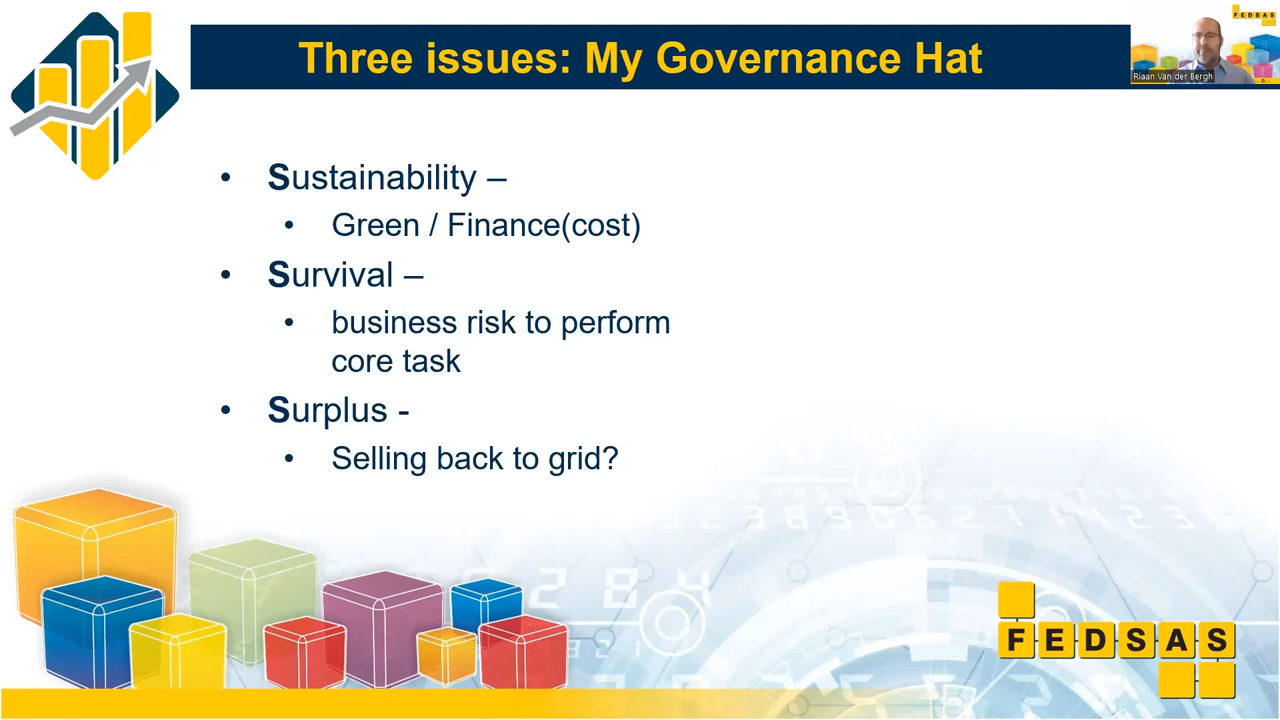 Three issues: My Governance Hat
FEDSAS
Riaan Van der Bergh
• Sustainability –
• Green / Finance(cost)
• Survival –
• business risk to perform
core task
• Surplus -
• Selling back to grid?
FEDSAS